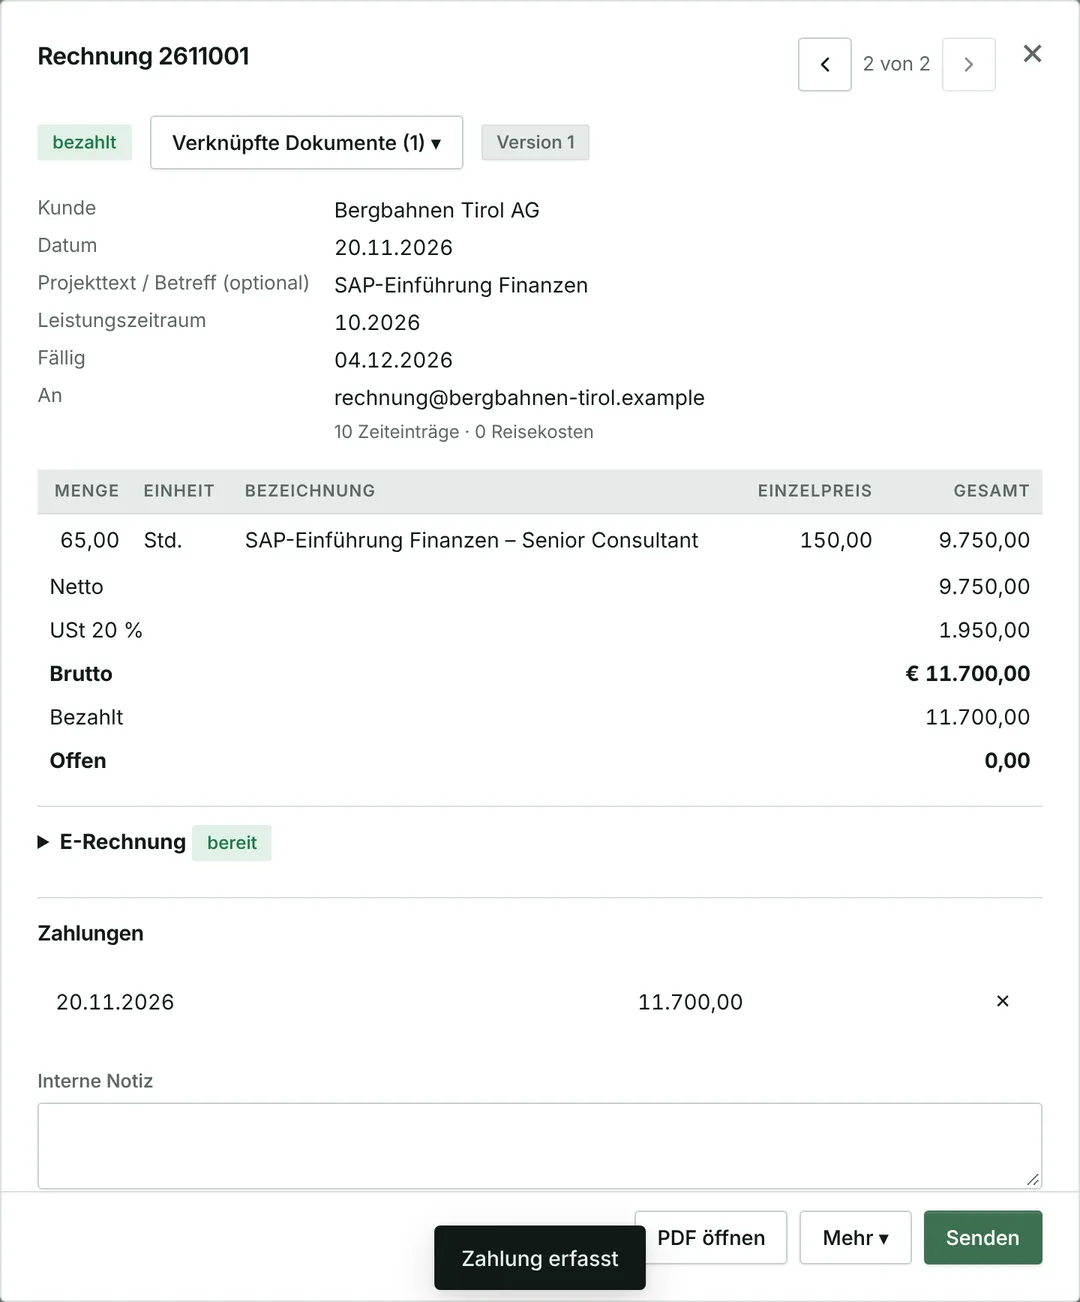 Rechnung 2611001
2 von 2
bezahlt
Verknüpfte Dokumente (1) ▾
Version 1
Kunde Bergbahnen Tirol AG
Datum 20.11.2026
Projekttext / Betreff (optional) SAP-Einführung Finanzen
Leistungszeitraum 10.2026
Fällig 04.12.2026
An rechnung@bergbahnen-tirol.example
10 Zeiteinträge · 0 Reisekosten
MENGE EINHEIT BEZEICHNUNG EINZELPREIS GESAMT
65,00 Std. SAP-Einführung Finanzen – Senior Consultant 150,00 9.750,00
Netto 9.750,00
USt 20 % 1.950,00
Brutto € 11.700,00
Bezahlt 11.700,00
Offen 0,00
E-Rechnung bereit
Zahlungen
20.11.2026 11.700,00 ×
Interne Notiz
PDF öffnen
Mehr ▾
Senden
Zahlung erfasst